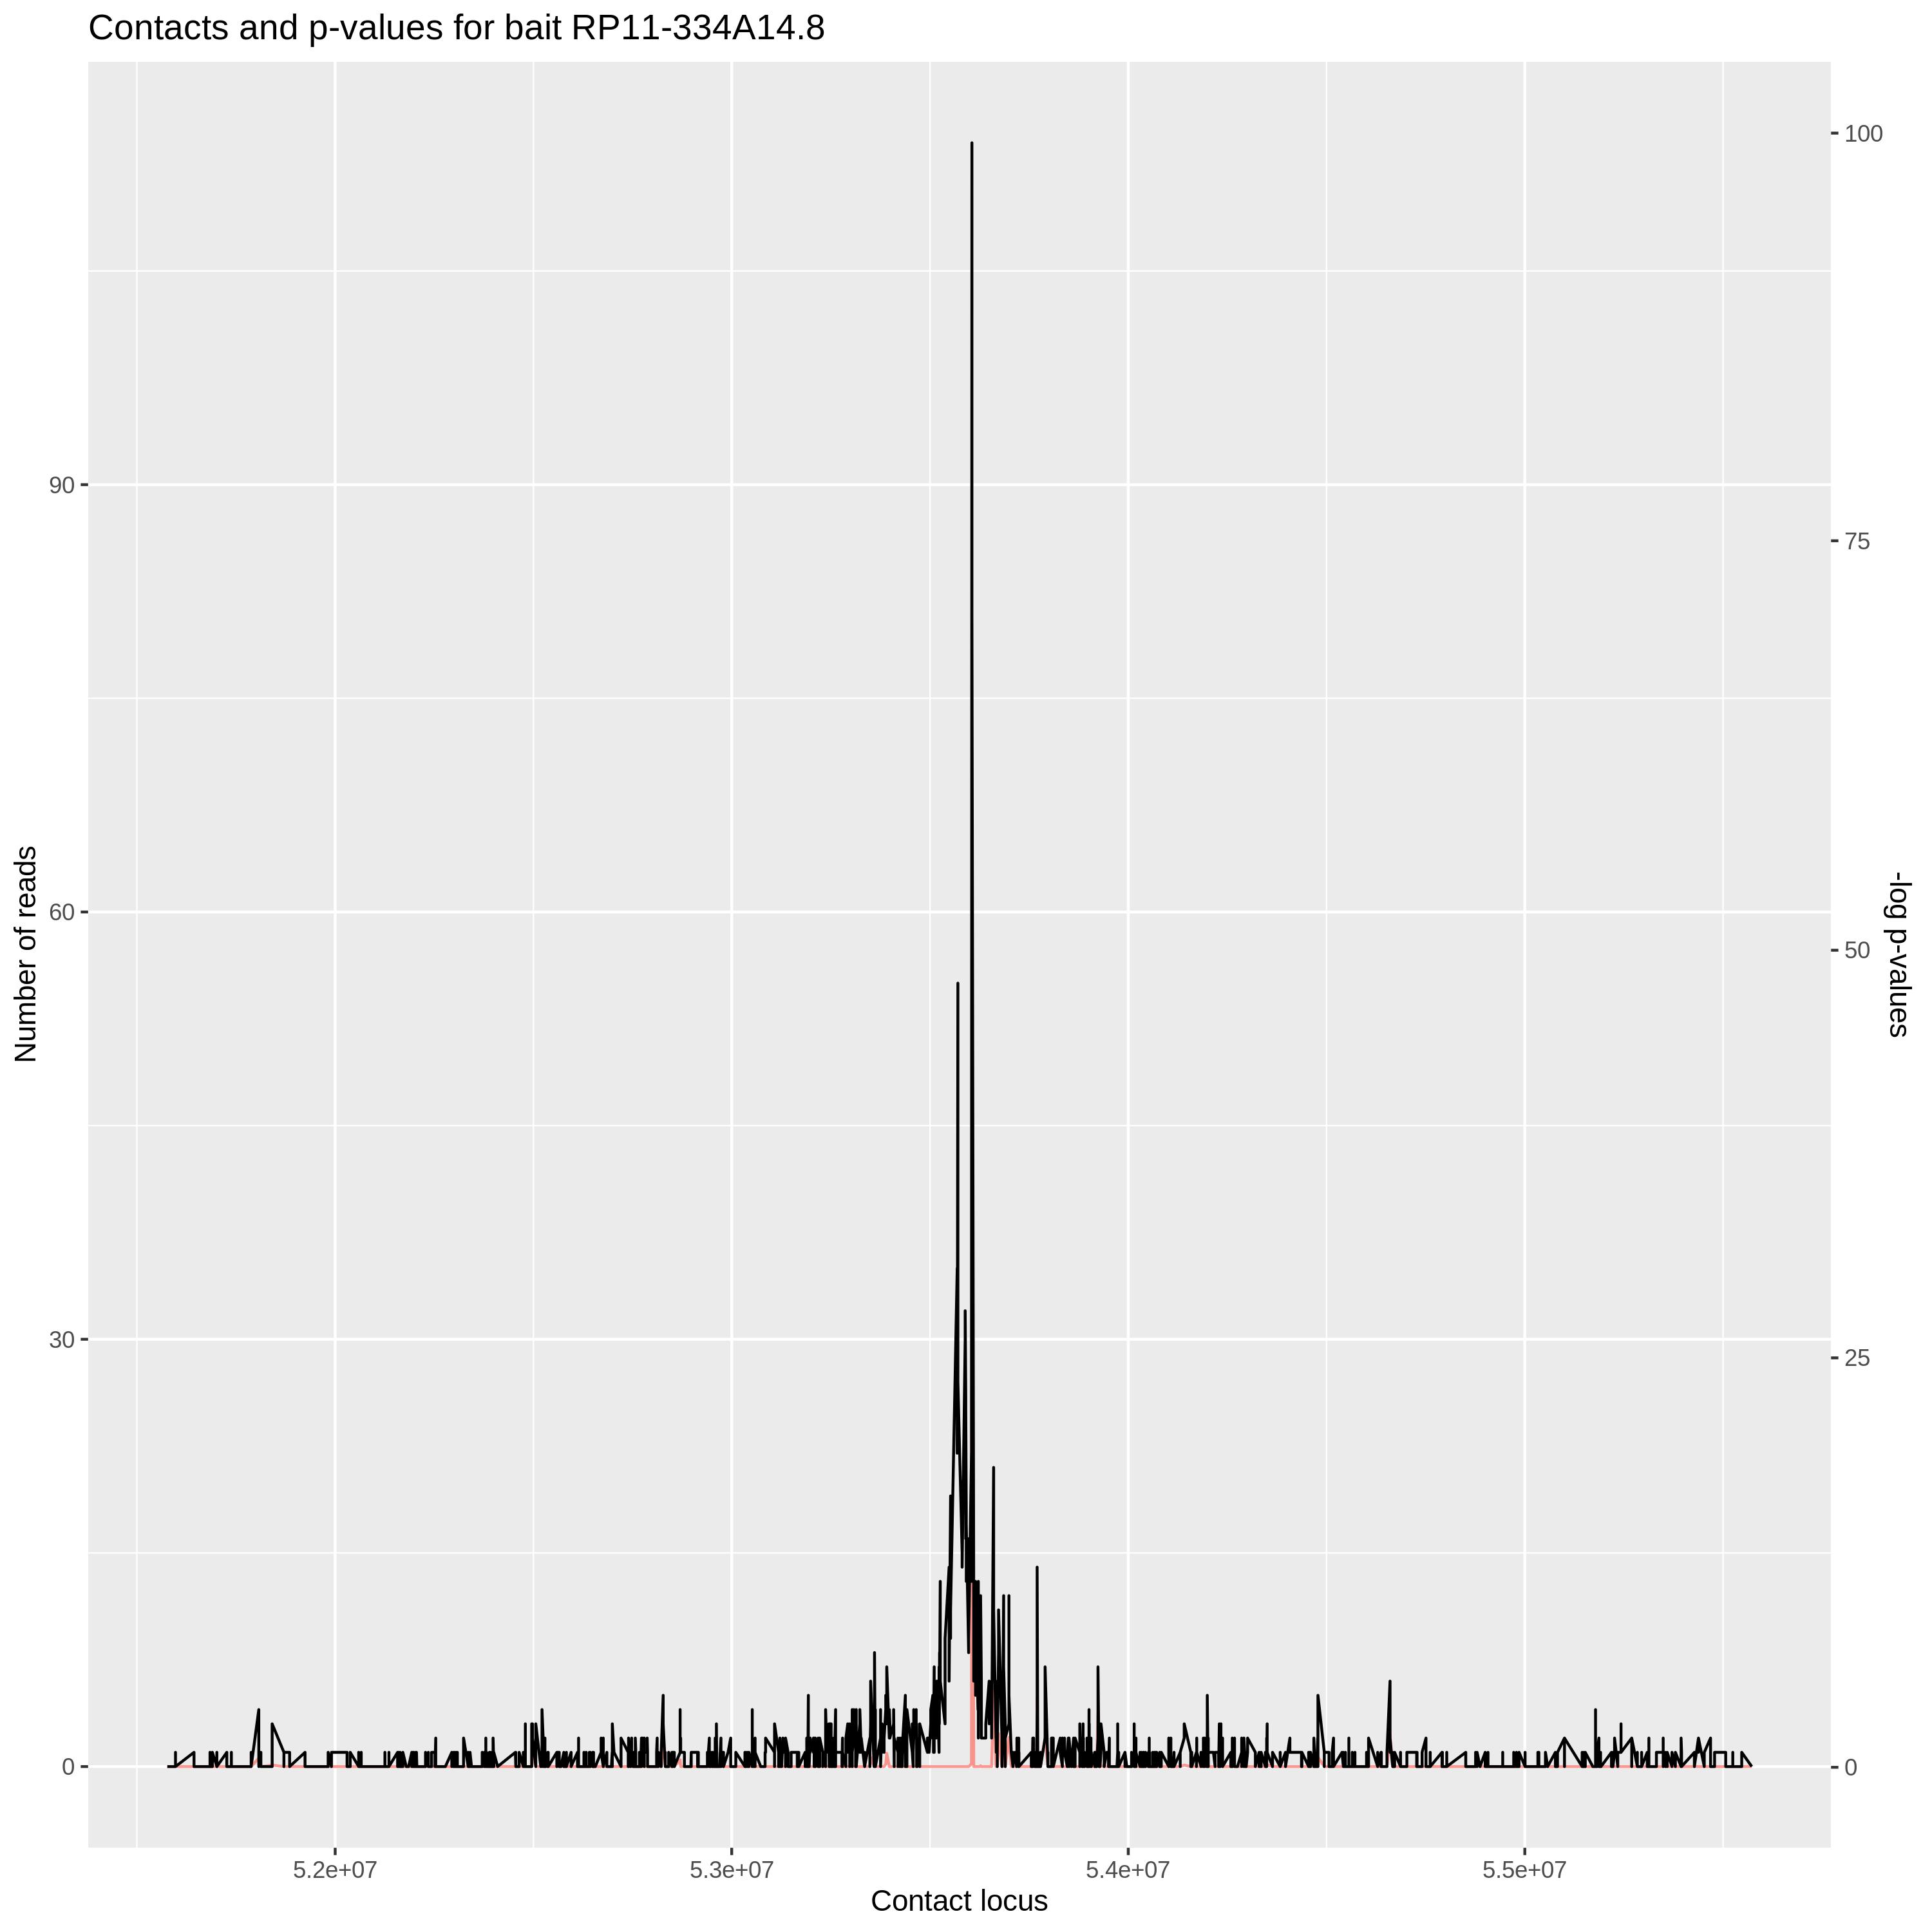 Contacts and p-values for bait RP11-334A14.8
100
90
75
Number of reads
60
-log p-values
50
30
25
0
0
5.2e+07
5.3e+07
5.4e+07
5.5e+07
Contact locus